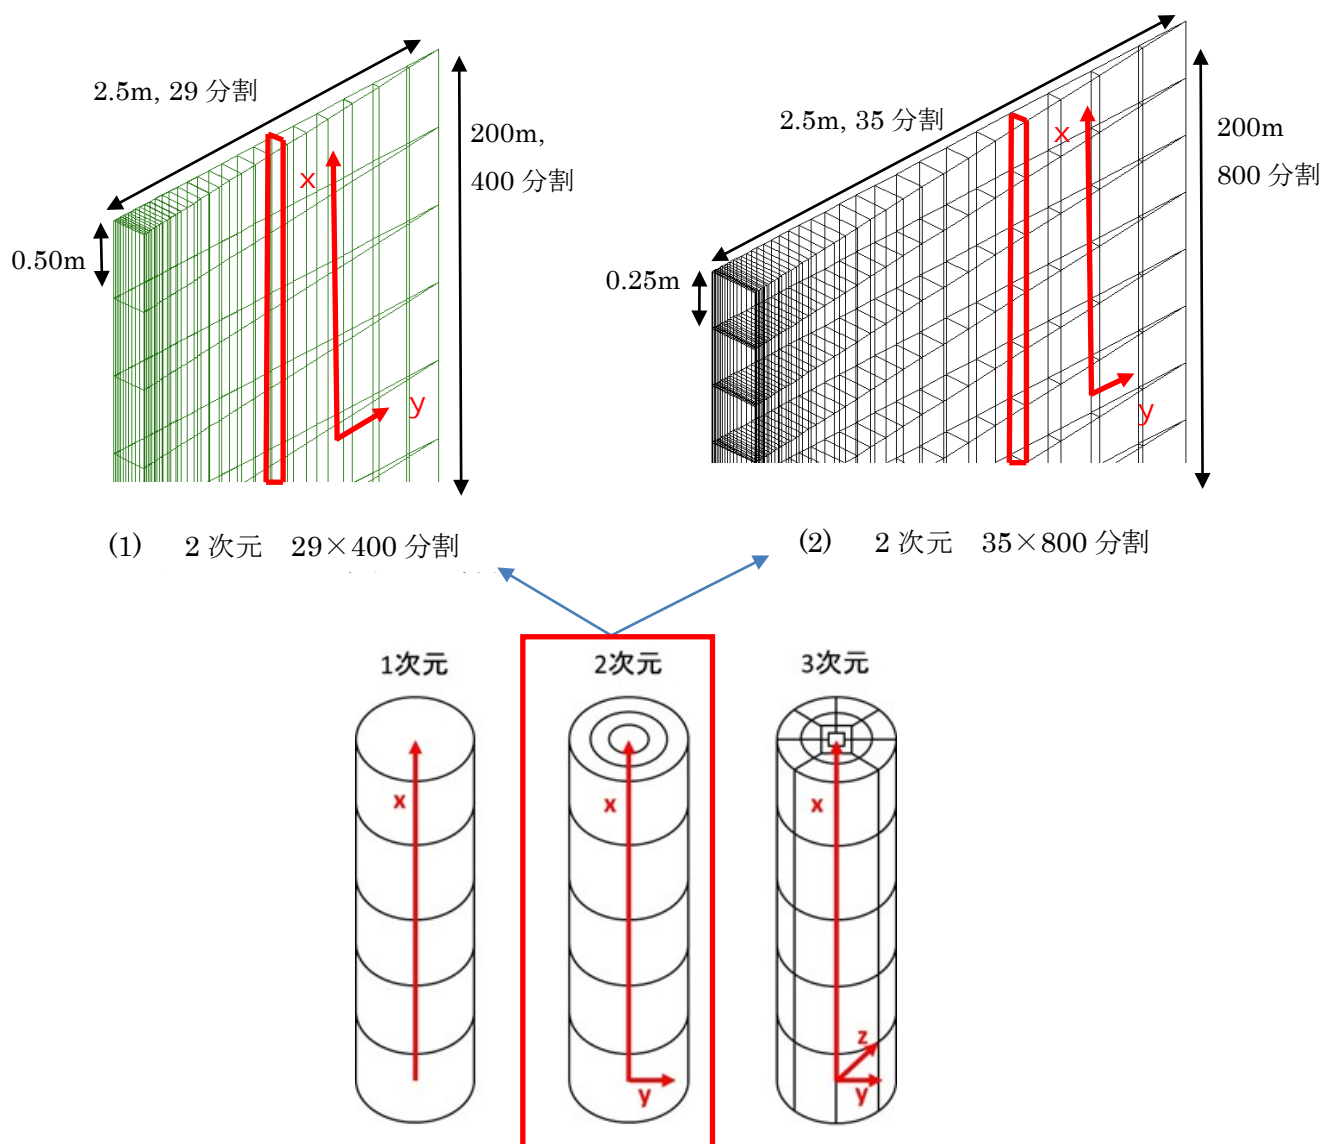 2.5m, 29 分割
200m,
400 分割
x
0.50m
y
2.5m, 35 分割
200m
800 分割
x
0.25m
y
(1) 2 次元 29×400 分割
(2) 2 次元 35×800 分割
1次元
2次元
3次元
x
x
x
y
z
y